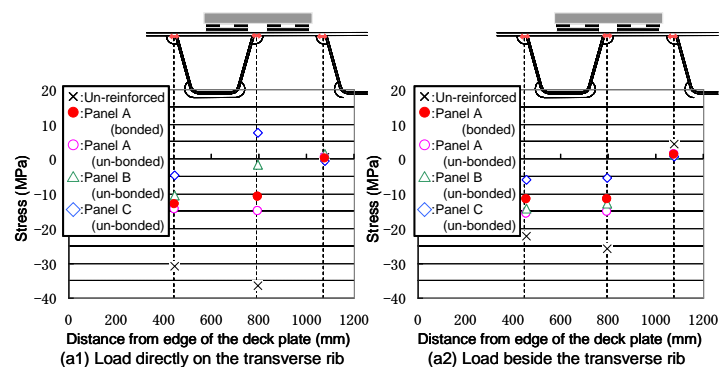 20
10
0
−10
−20
−30
−40
Stress (MPa)
×:Un-reinforced
●:Panel A
(bonded)
○:Panel A
(un-bonded)
△:Panel B
(un-bonded)
◇:Panel C
(un-bonded)
0 200 400 600 800 1000 1200
Distance from edge of the deck plate (mm)
(a1) Load directly on the transverse rib
20
10
0
−10
−20
−30
−40
Stress (MPa)
×:Un-reinforced
●:Panel A
(bonded)
○:Panel A
(un-bonded)
△:Panel B
(un-bonded)
◇:Panel C
(un-bonded)
0 200 400 600 800 1000 1200
Distance from edge of the deck plate (mm)
(a2) Load beside the transverse rib